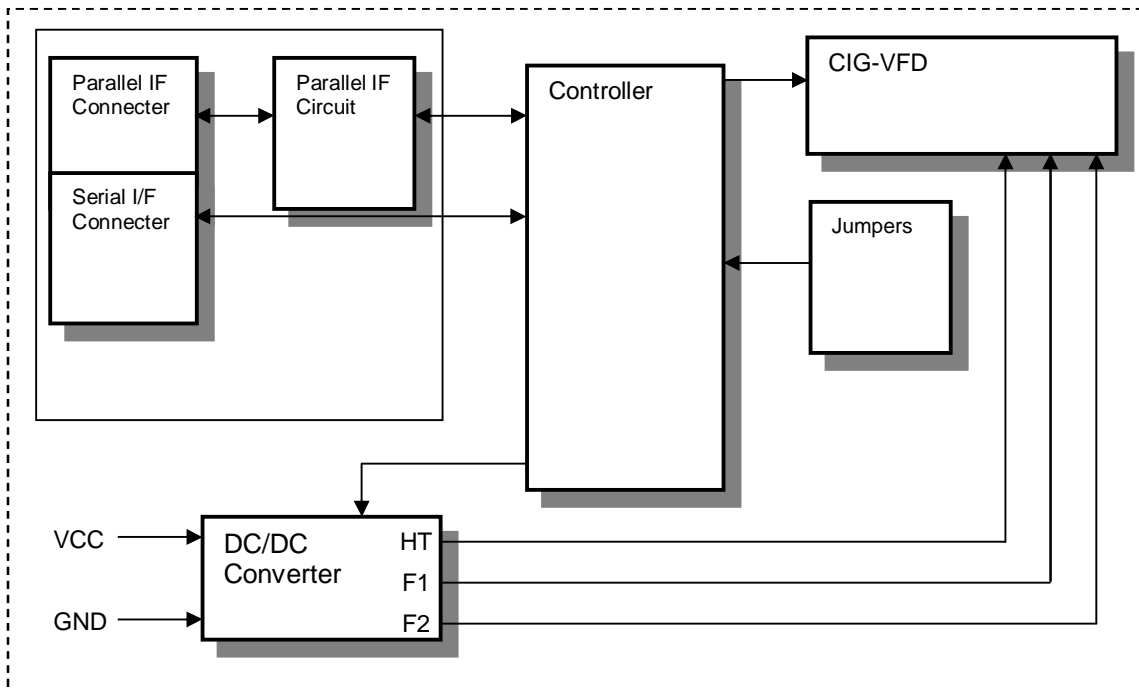 Parallel IF
Connecter
Parallel IF
Circuit
Serial I/F
Connecter
Controller
CIG-VFD
Jumpers
VCC
GND
DC/DC
Converter
HT
F1
F2